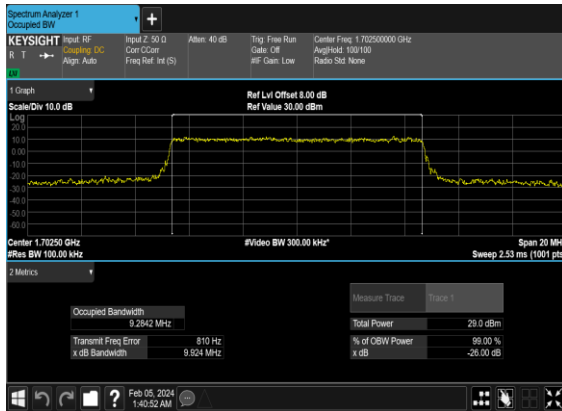 Spectrum Analyzer 1
Occupied BW
+
KEYSIGHT Input: RF Input Z: 50 Ω Atten: 40 dB Trig: Free Run Center Freq: 1.702500000 GHz
R T Coupling: DC Corr CCorr Gate: Off Avg|Hold: 100/100
Align: Auto Freq Ref: Int (S) #IF Gain: Low Radio Std: None
1 Graph
Ref Lvl Offset 8.00 dB
Scale/Div 10.0 dB Ref Value 30.00 dBm
Log
20.0
10.0
0.00
-10.0
-20.0
-30.0
-40.0
-50.0
-60.0
Center 1.70250 GHz #Video BW 300.00 kHz* Span 20 MH
#Res BW 100.00 kHz Sweep 2.53 ms (1001 pts
2 Metrics
Measure Trace Trace 1
Occupied Bandwidth
9.2842 MHz Total Power 29.0 dBm
Transmit Freq Error 810 Hz % of OBW Power 99.00 %
x dB Bandwidth 9.924 MHz x dB -26.00 dB
? Feb 05, 2024
1:40:52 AM